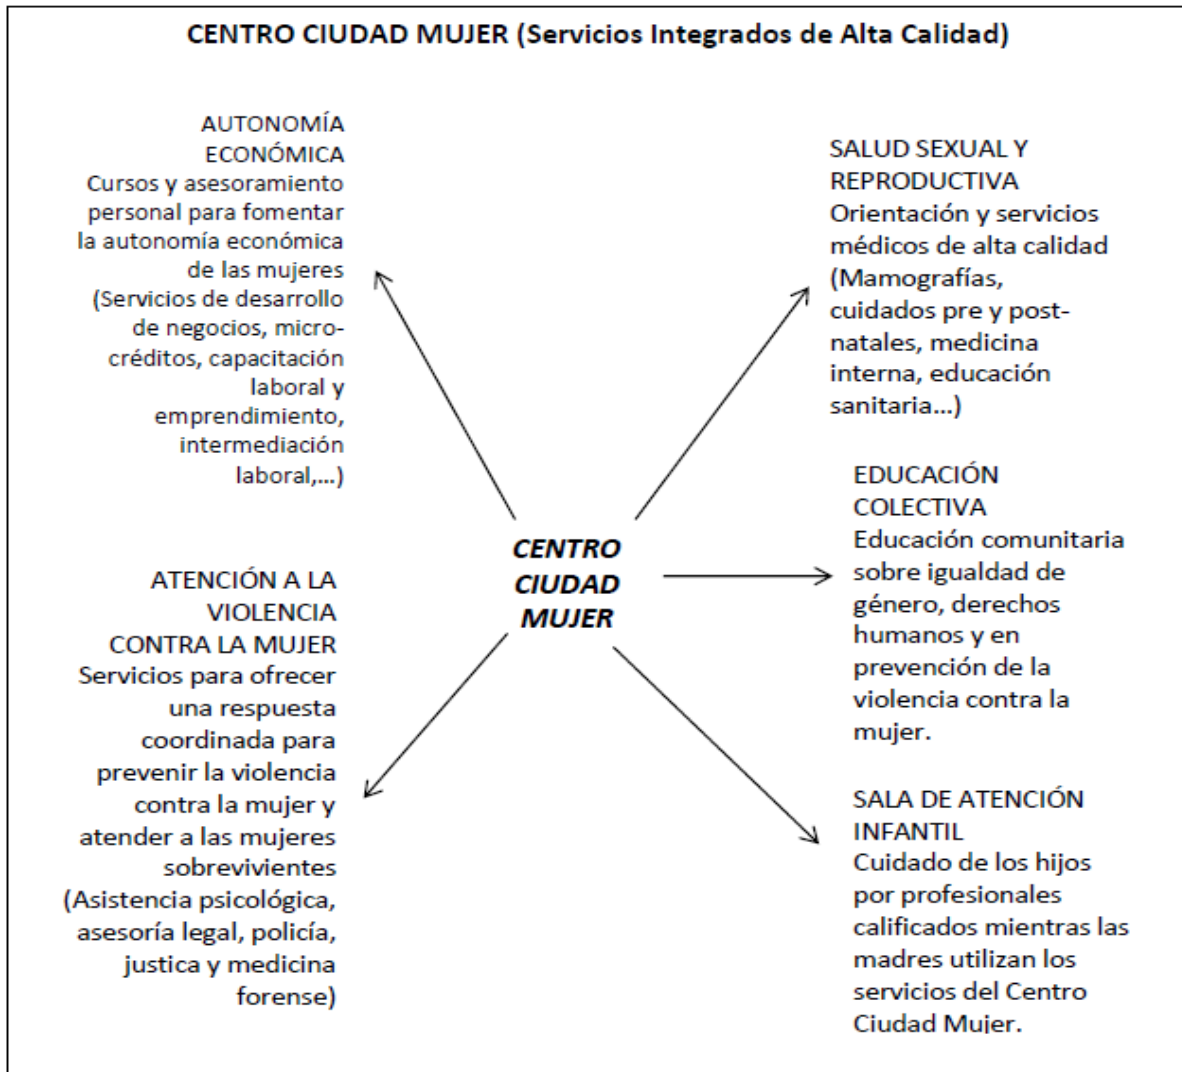 CENTRO CIUDAD MUJER (Servicios Integrados de Alta Calidad)
AUTONOMÍA
ECONÓMICA
Cursos y asesoramiento
personal para fomentar
la autonomía económica
de las mujeres
(Servicios de desarrollo
de negocios, micro-
créditos, capacitación
laboral y
emprendimiento,
intermediación
laboral,...)
SALUD SEXUAL Y
REPRODUCTIVA
Orientación y servicios
médicos de alta calidad
(Mamografías,
cuidados pre y post-
natales, medicina
interna, educación
sanitaria...)
CENTRO
CIUDAD
MUJER
EDUCACIÓN
COLECTIVA
Educación comunitaria
sobre igualdad de
género, derechos
humanos y en
prevención de la
violencia contra la
mujer.
ATENCIÓN A LA
VIOLENCIA
CONTRA LA MUJER
Servicios para ofrecer
una respuesta
coordinada para
prevenir la violencia
contra la mujer y
atender a las mujeres
sobrevivientes
(Asistencia psicológica,
asesoría legal, policía,
justica y medicina
forense)
SALA DE ATENCIÓN
INFANTIL
Cuidado de los hijos
por profesionales
calificados mientras las
madres utilizan los
servicios del Centro
Ciudad Mujer.